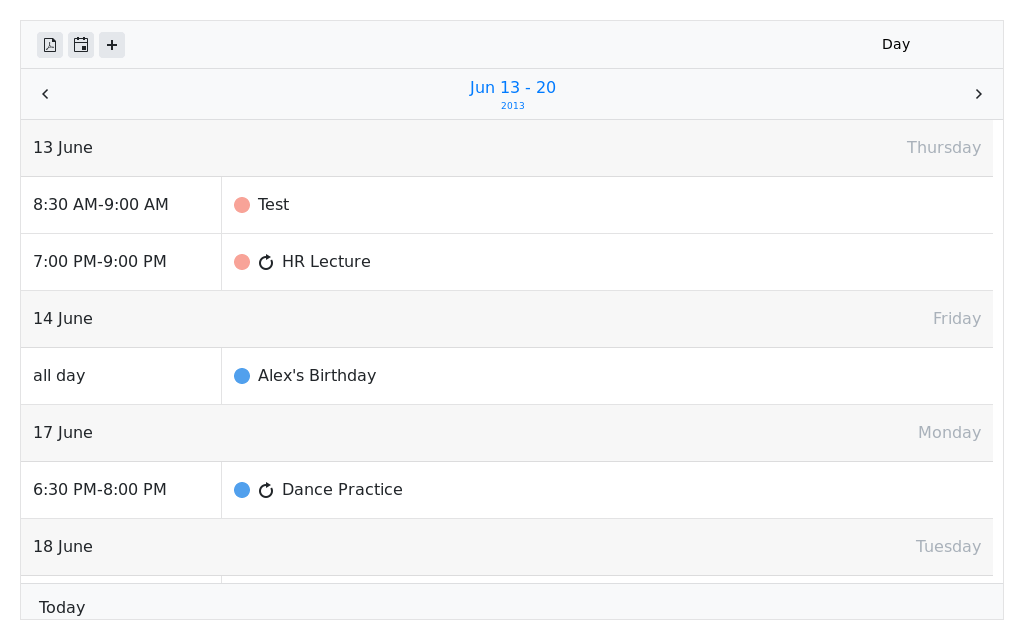 Day
Jun 13 - 20
2013
13 June Thursday
8:30 AM-9:00 AM Test
7:00 PM-9:00 PM HR Lecture
14 June Friday
all day Alex's Birthday
17 June Monday
6:30 PM-8:00 PM Dance Practice
18 June Tuesday
Today